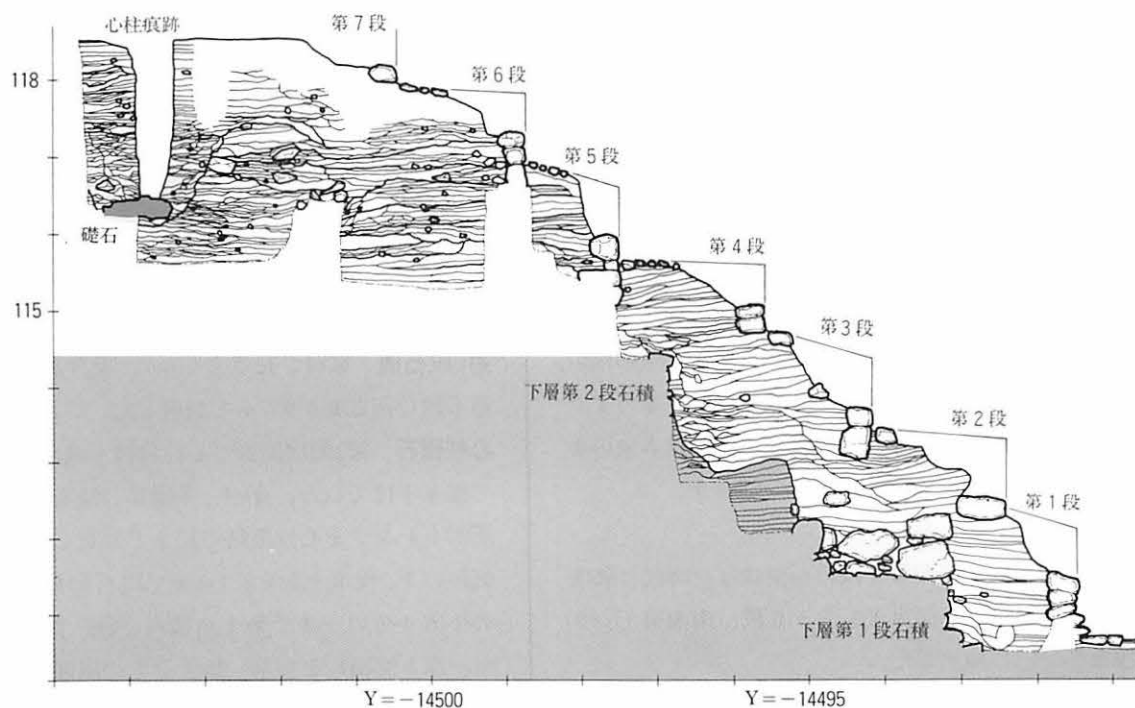 心柱痕跡
第7段
118
第6段
第5段
礎石
第4段
115
第3段
下層第2段石積
第2段
第1段
下層第1段石積
Y=-14500
Y=-14495